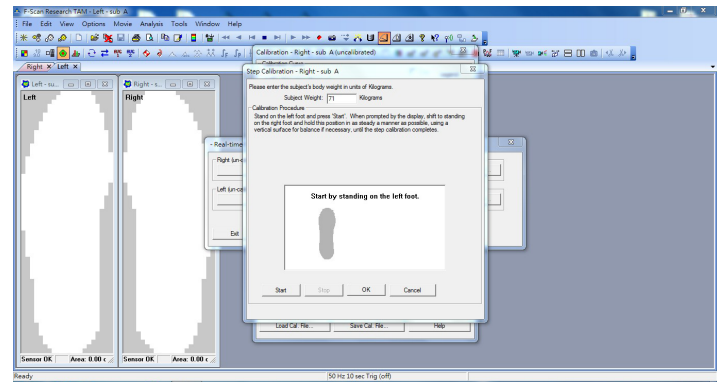 F-Scan Research TAM - Left - sub A
File Edit View Options Movie Analysis Tools Window Help
Right × Left ×
Left - su...
Left
Right - s...
Right
Sensor OK Area: 0.00 c
Sensor OK Area: 0.00 c
- Real-time
Right (un-c
Left (un-cali
Exit
Calibration - Right - sub A (uncalibrated)
Step Calibration - Right - sub A
Please enter the subject's body weight in units of Kilograms.
Subject Weight: 71 Kilograms
Calibration Procedure
Stand on the left foot and press 'Start'. When prompted by the display, shift to standing
on the right foot and hold this position in as steady a manner as possible, using a
vertical surface for balance if necessary, until the step calibration completes.
Start by standing on the left foot.
Start Stop OK Cancel
Load Cal. File... Save Cal. File... Help
Ready 50 Hz 10 sec Trig (off)